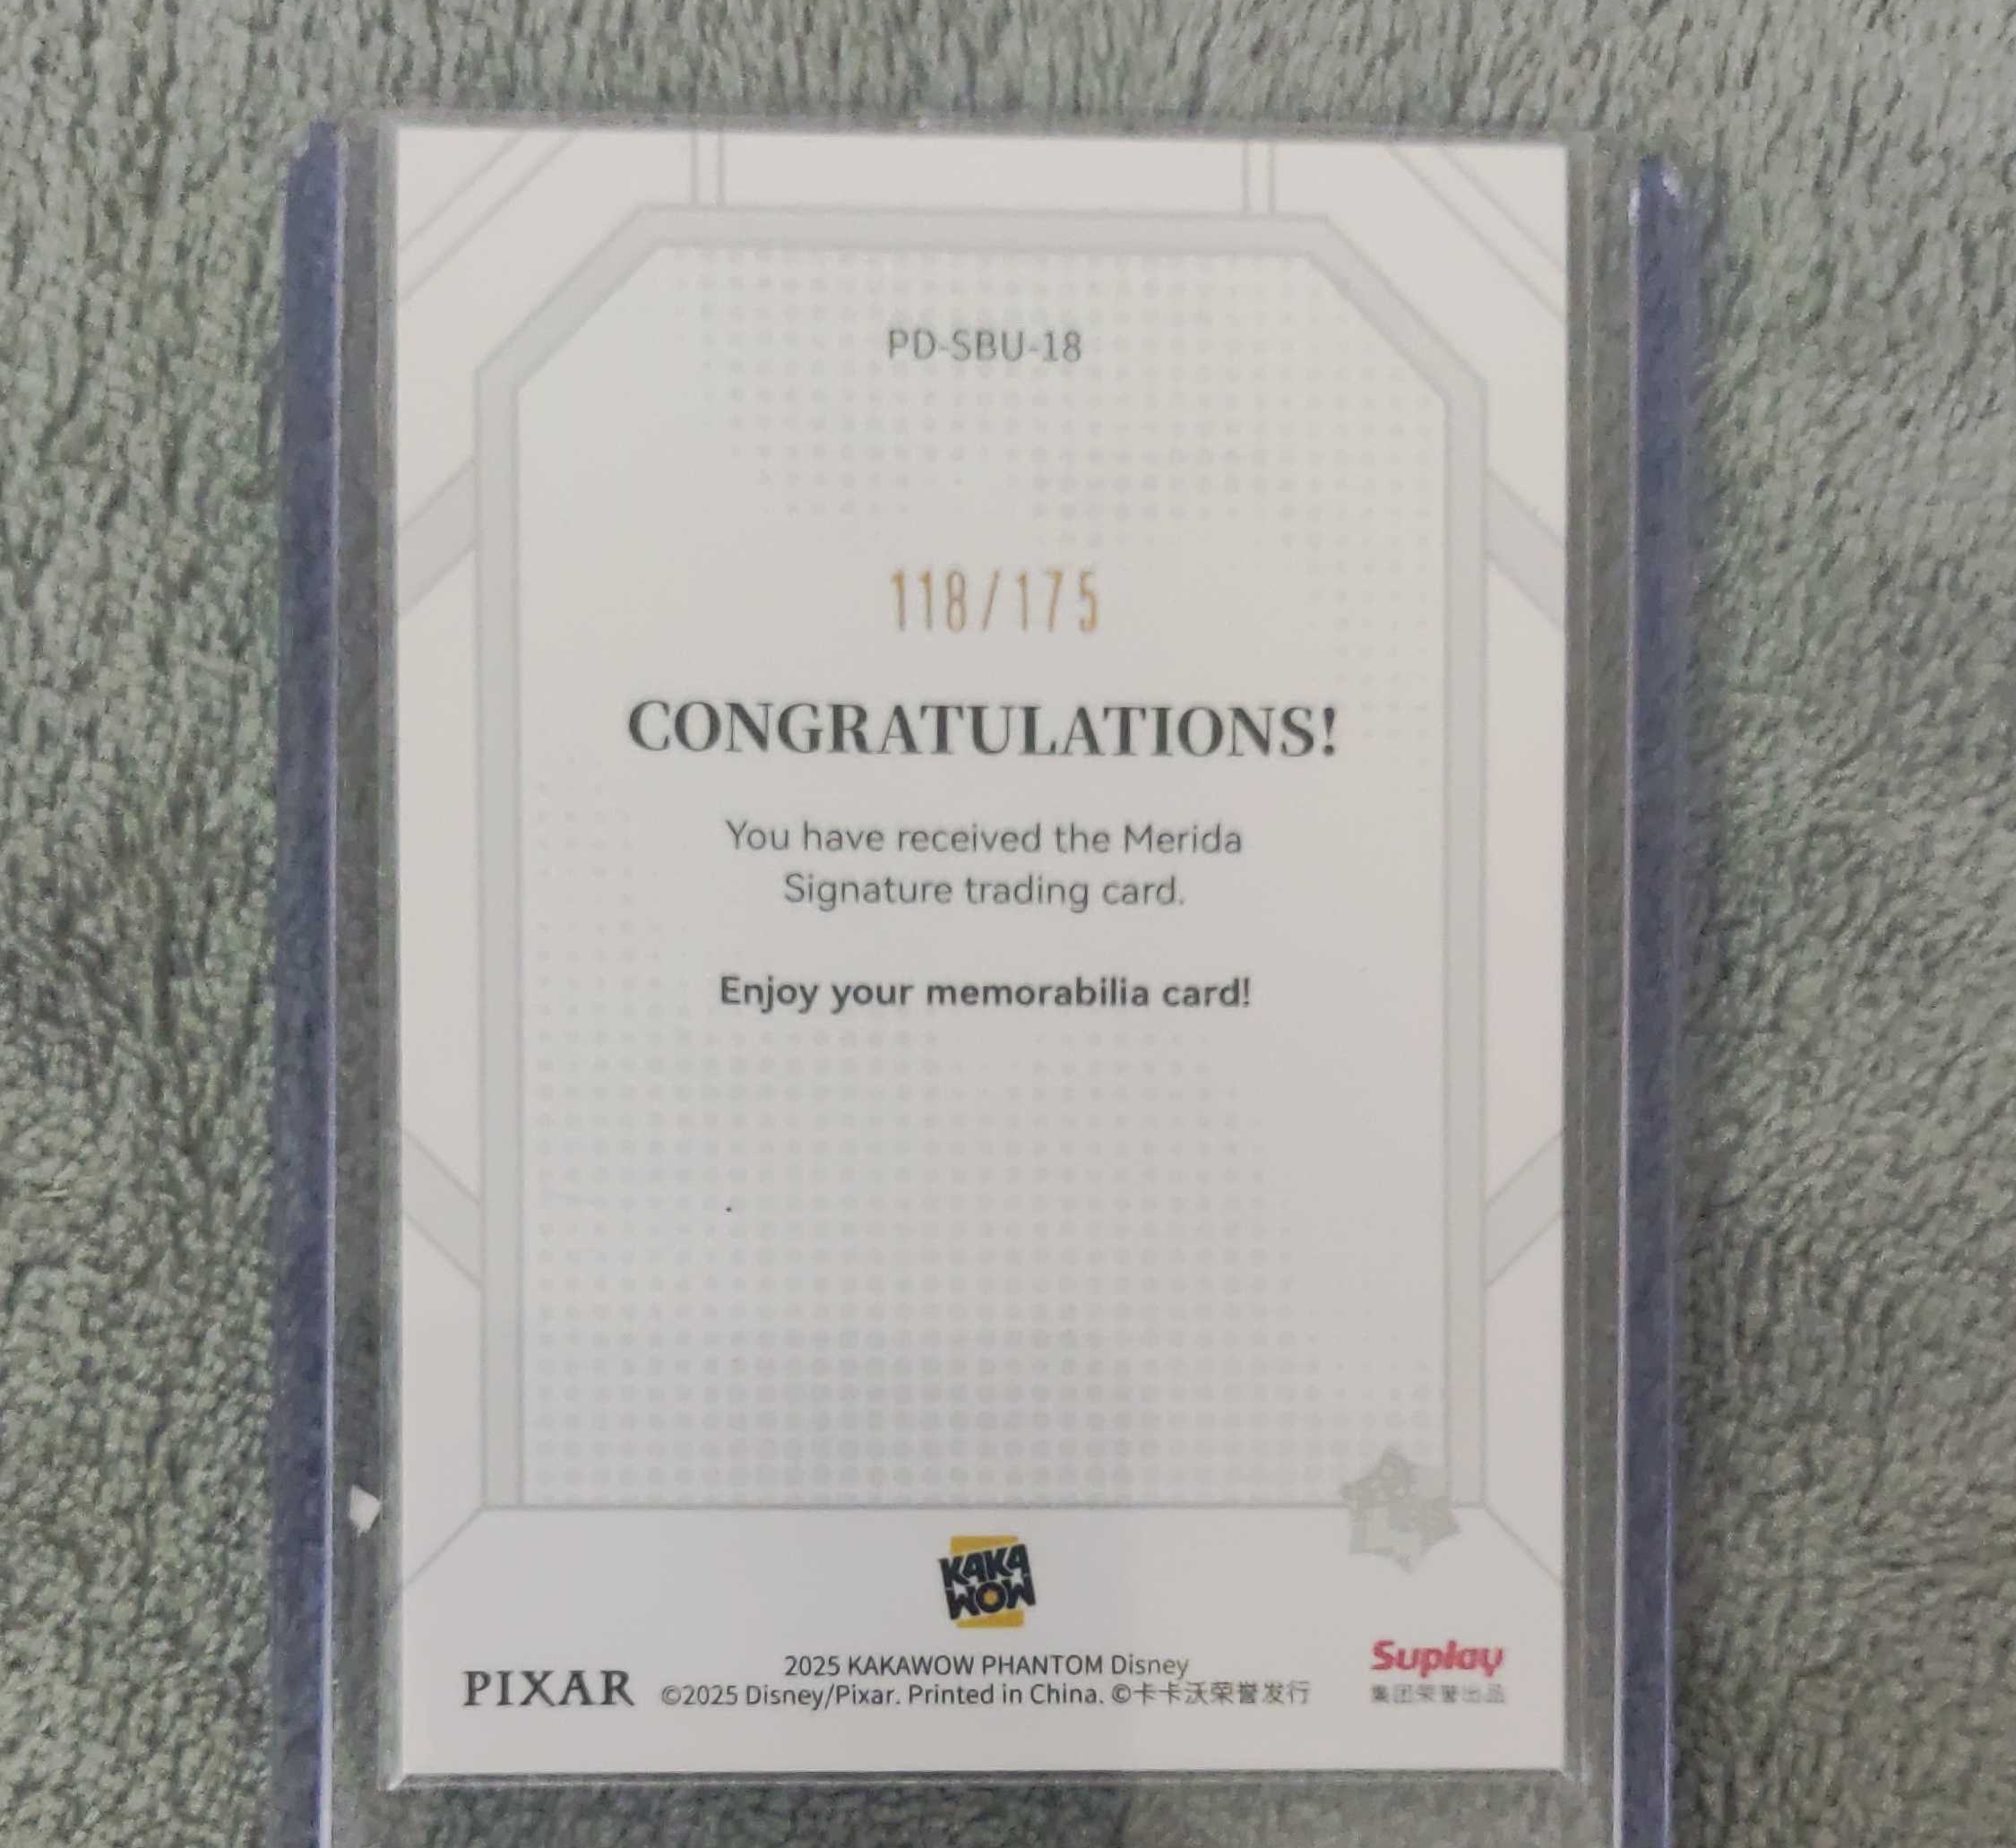 PD-SBU-18
118/175
CONGRATULATIONS!
You have received the Merida
Signature trading card.
Enjoy your memorabilia card!
KAKA
WOW
PIXAR
2025 KAKAWOW PHANTOM Disney
©2025 Disney/Pixar. Printed in China. ©卡卡沃荣誉发行
Suplay
集团荣誉出品